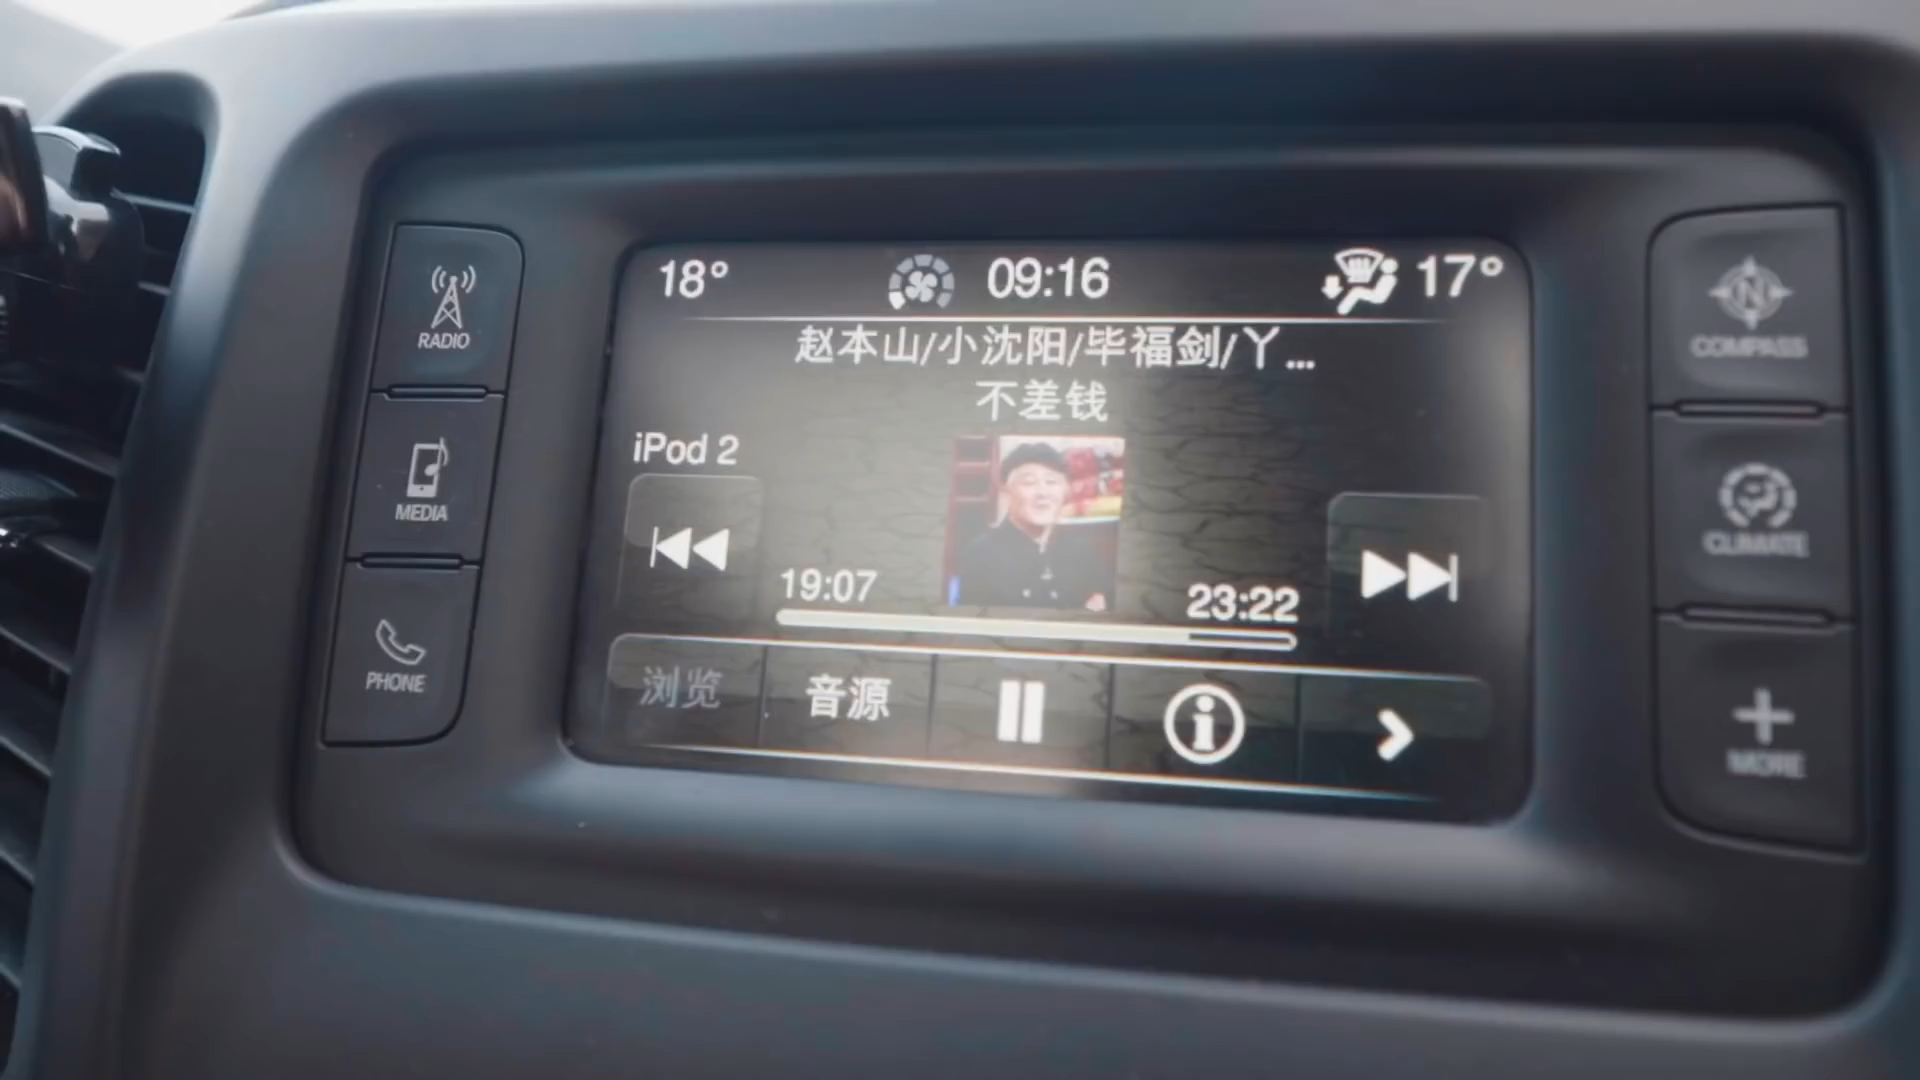 18° 09:16 17°
赵本山/小沈阳/毕福剑/丫...
不差钱
iPod 2
19:07 23:22
浏览 音源
RADIO
MEDIA
PHONE
COMPASS
CLIMATE
MORE